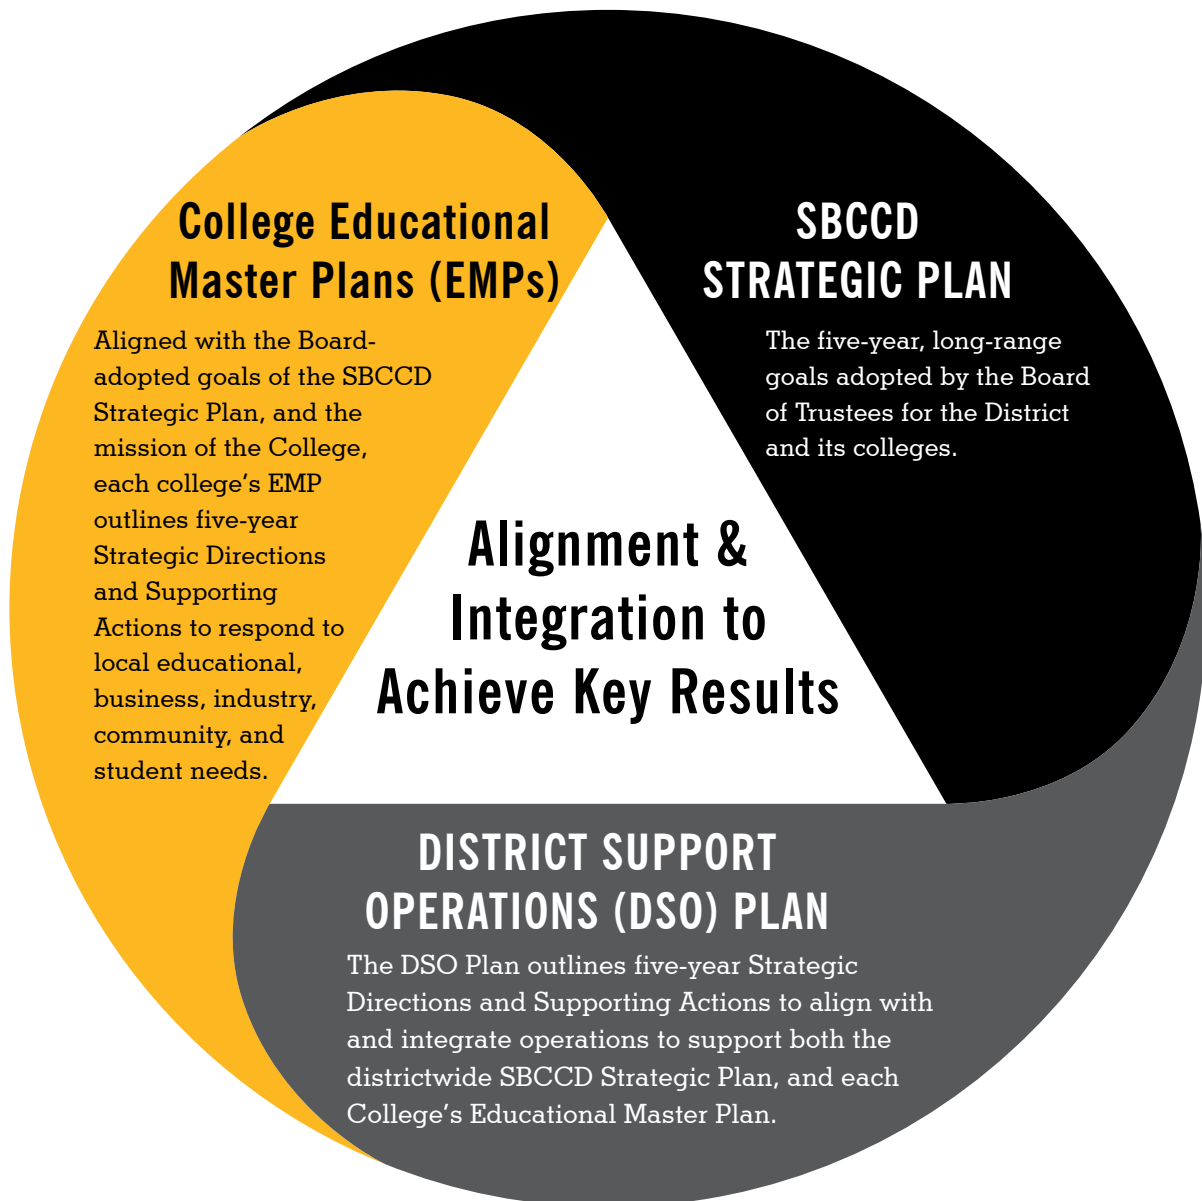 College Educational
Master Plans (EMPs)
Aligned with the Board-
adopted goals of the SBCCD
Strategic Plan, and the
mission of the College,
each college’s EMP
outlines five-year
Strategic Directions
and Supporting
Actions to respond to
local educational,
business, industry,
community, and
student needs.
SBCCD
STRATEGIC PLAN
The five-year, long-range
goals adopted by the Board
of Trustees for the District
and its colleges.
Alignment &
Integration to
Achieve Key Results
DISTRICT SUPPORT
OPERATIONS (DSO) PLAN
The DSO Plan outlines five-year Strategic
Directions and Supporting Actions to align with
and integrate operations to support both the
districtwide SBCCD Strategic Plan, and each
College’s Educational Master Plan.